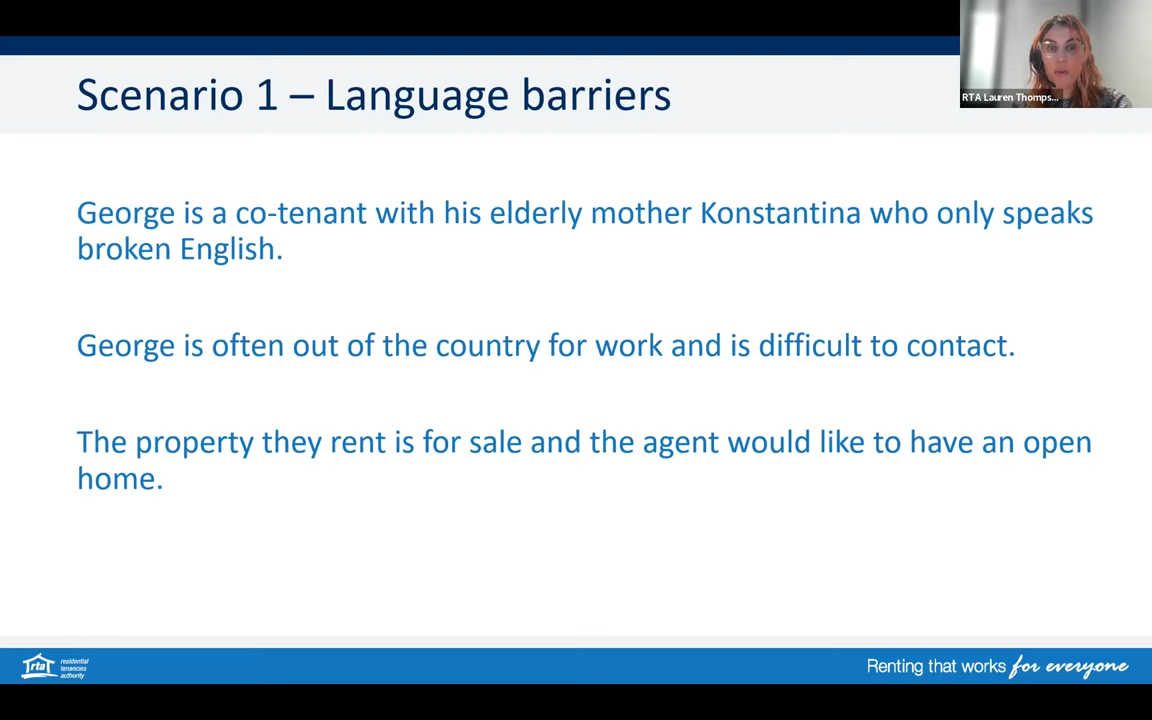 Scenario 1 – Language barriers
RTA Lauren Thomps...
George is a co-tenant with his elderly mother Konstantina who only speaks
broken English.
George is often out of the country for work and is difficult to contact.
The property they rent is for sale and the agent would like to have an open
home.
rta
residential
tenancies
authority
Renting that works for everyone